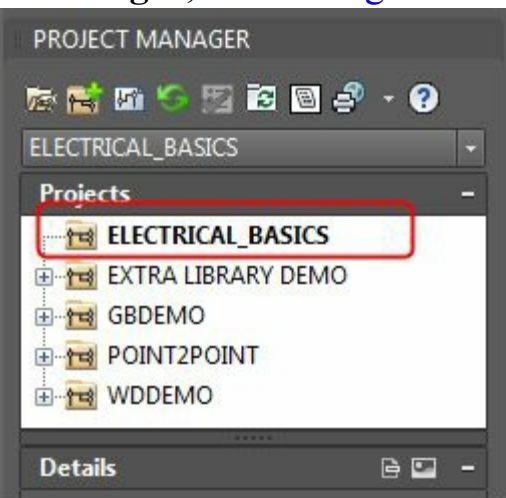 PROJECT MANAGER
?
ELECTRICAL_BASICS
Projects
ELECTRICAL_BASICS
EXTRA LIBRARY DEMO
GBDEMO
POINT2POINT
WDDEMO
Details